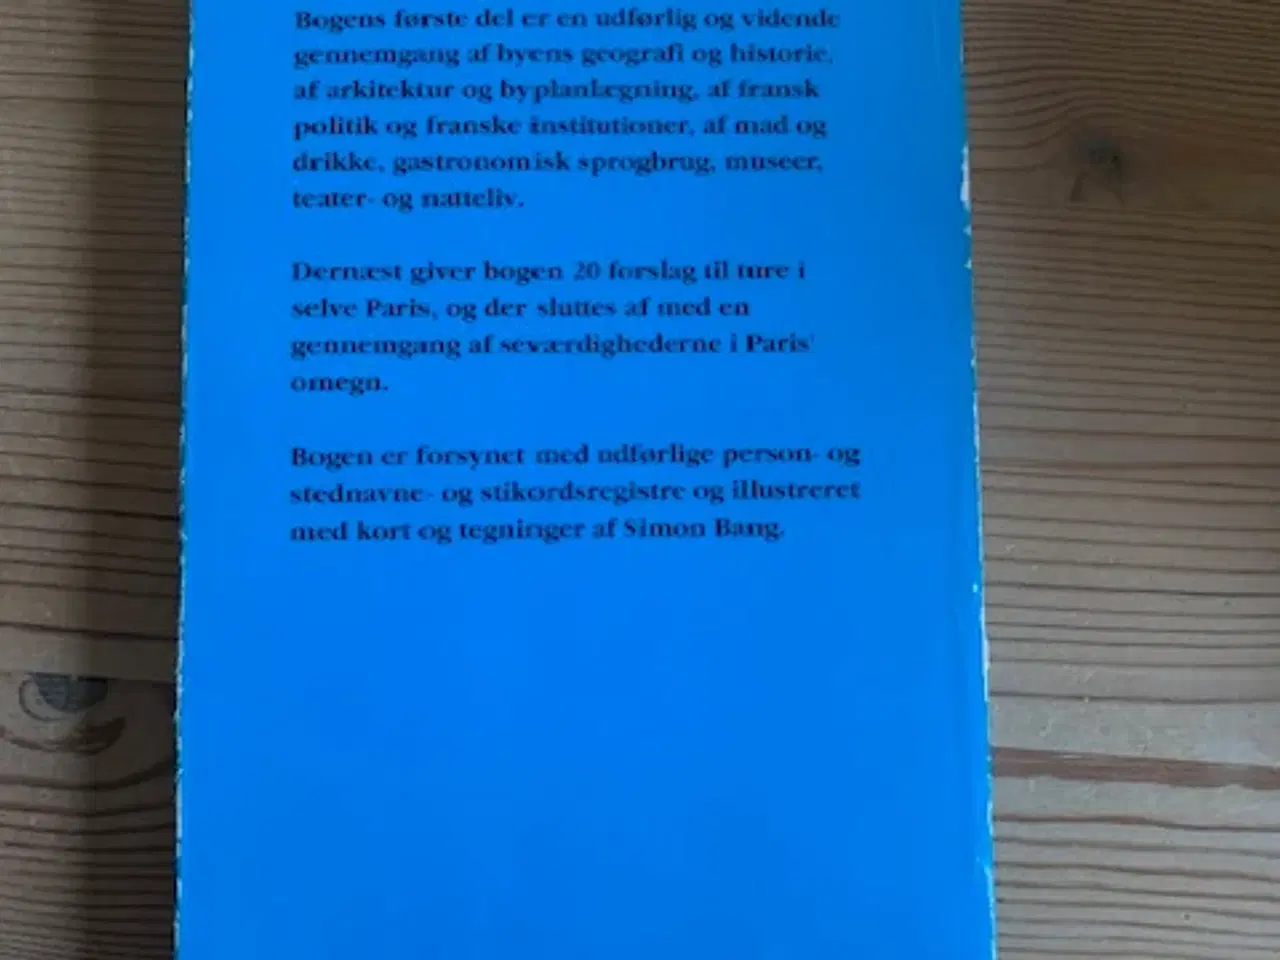 Bogens første del er en udførlig og vidende
gennemgang af byens geografi og historie,
af arkitektur og byplanlægning, af fransk
politik og franske institutioner, af mad og
drikke, gastronomisk sprogbrug, museer,
teater- og natteliv.
Dernæst giver bogen 20 forslag til ture i
selve Paris, og der sluttes af med en
gennemgang af seværdighederne i Paris'
omegn.
Bogen er forsynet med udførlige person- og
stednavne- og stikordsregistre og illustreret
med kort og tegninger af Simon Bang.